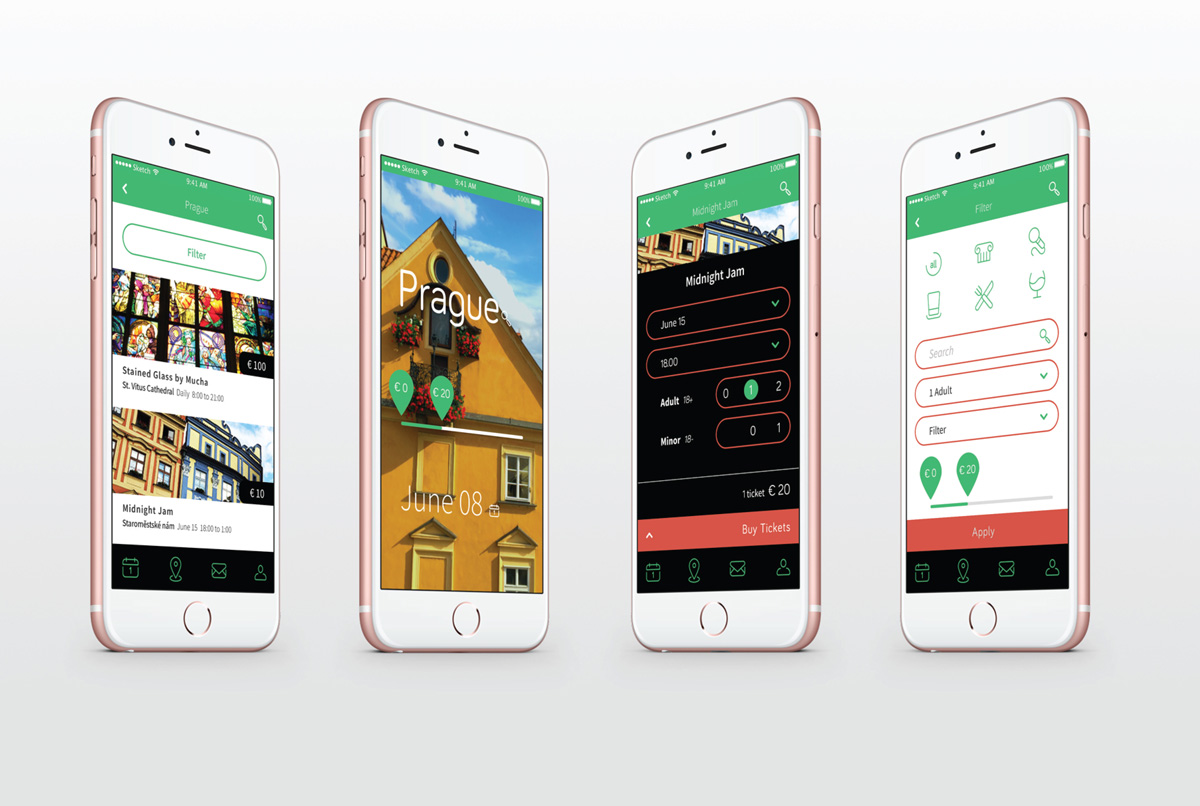 Sketch 9:41 AM 100%
Prague
Filter
€ 100
Stained Glass by Mucha
St. Vitus Cathedral Daily 8:00 to 21:00
€ 10
Midnight Jam
Staroměstské nám June 15 18:00 to 1:00
1
Sketch 9:41 AM 100%
Prague
€ 0 € 20
June 08
Sketch 9:41 AM 100%
Midnight Jam
Midnight Jam
June 15
18:00
Adult 18+ 0 1 2
Minor 18- 0 1
1 ticket € 20
Buy Tickets
1
Sketch 9:41 AM 100%
Filter
all
Search
1 Adult
Filter
€ 0 € 20
Apply
1